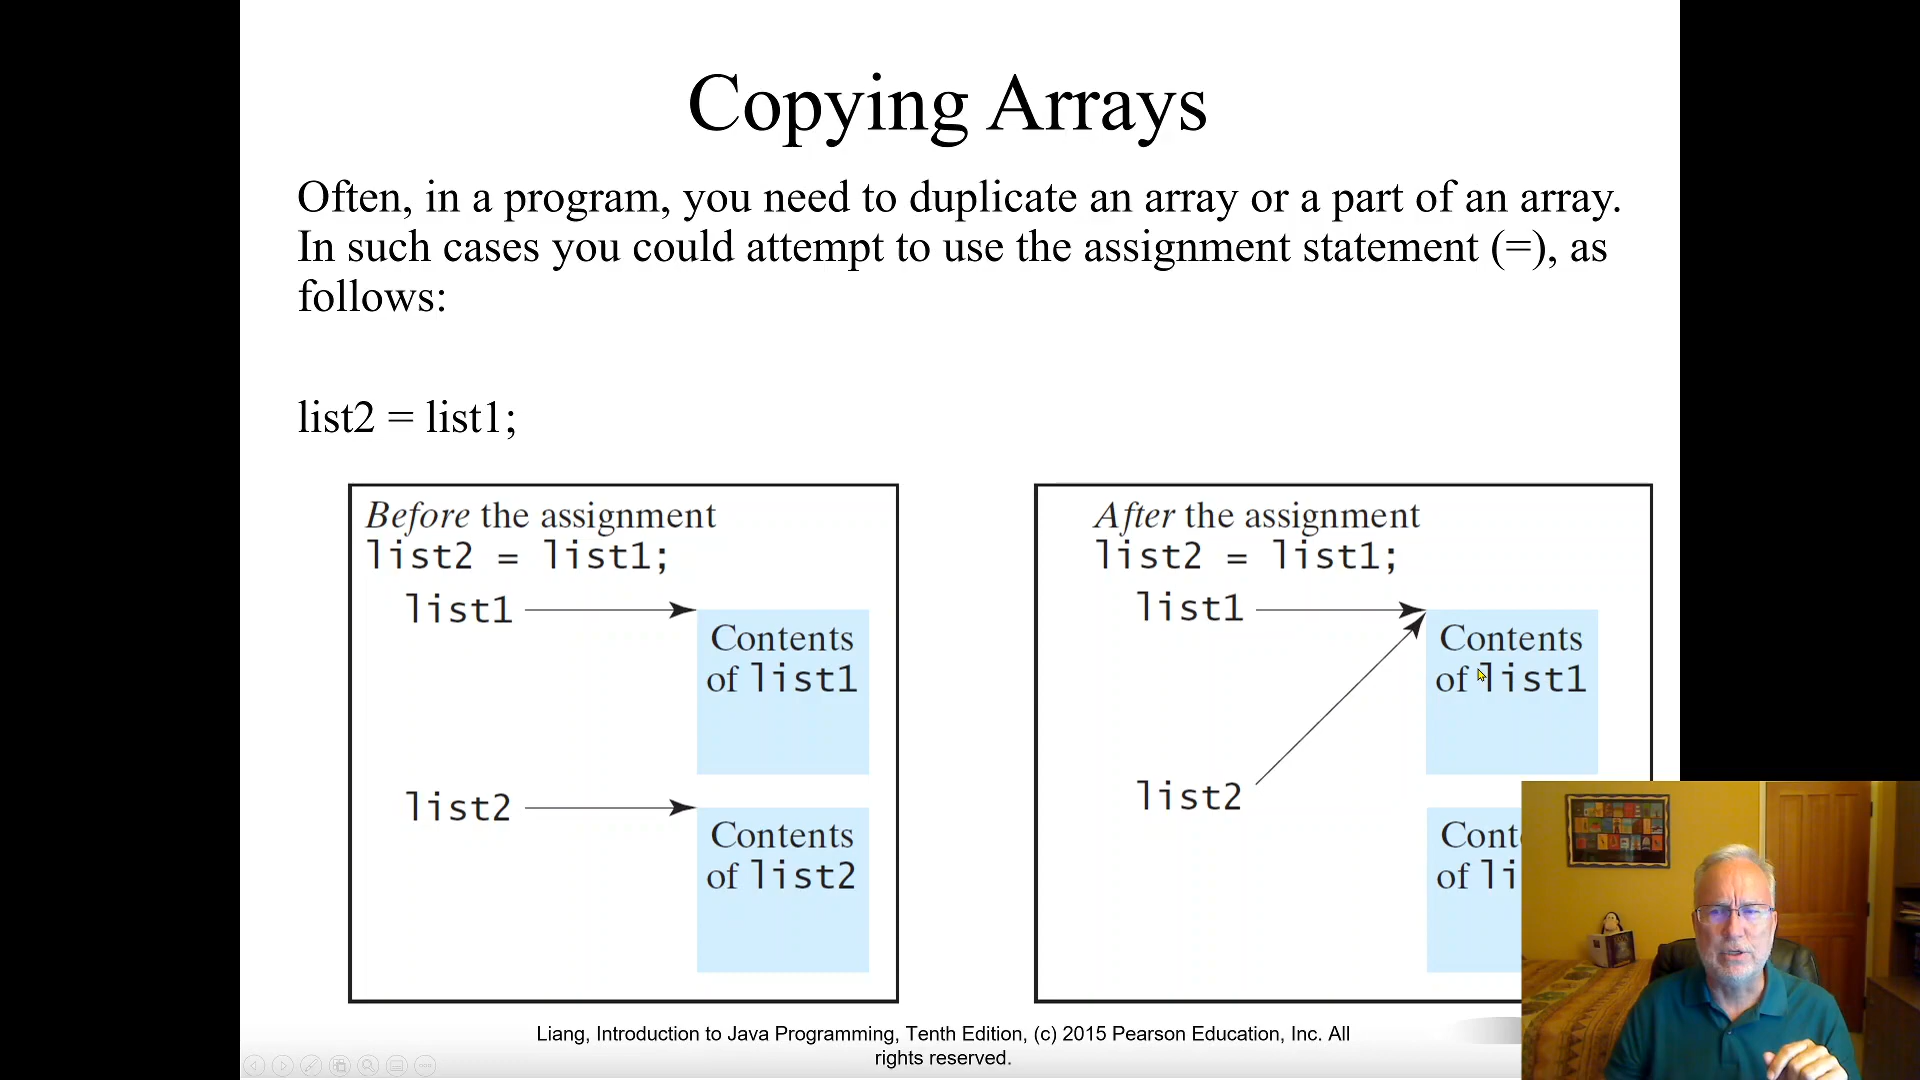 Copying Arrays
Often, in a program, you need to duplicate an array or a part of an array.
In such cases you could attempt to use the assignment statement (=), as
follows:
list2 = list1;
Before the assignment
list2 = list1;
list1
Contents
of list1
list2
Contents
of list2
After the assignment
list2 = list1;
list1
Contents
of list1
list2
Cont
of li
Liang, Introduction to Java Programming, Tenth Edition, (c) 2015 Pearson Education, Inc. All
rights reserved.